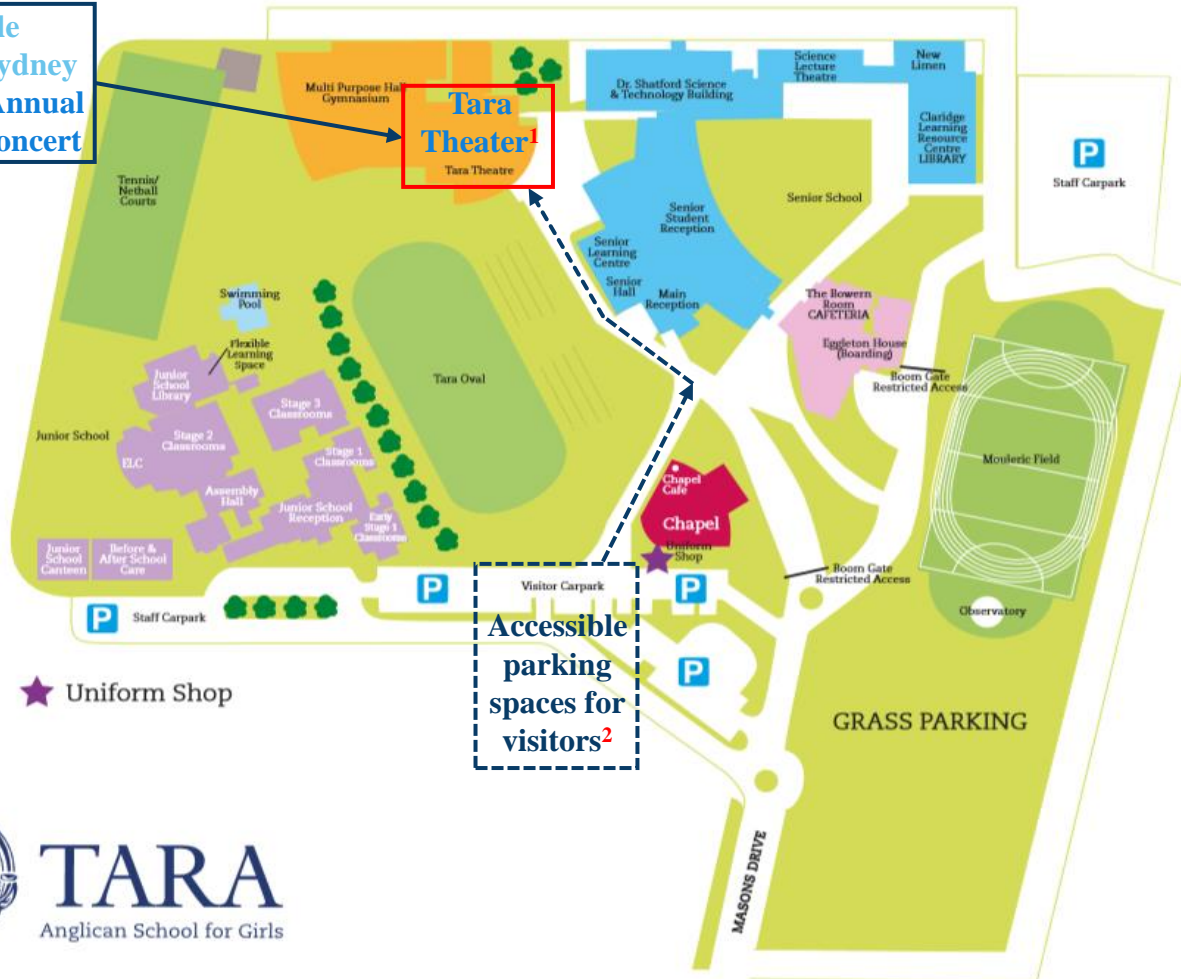 le
ydney
Annual
oncert
Multi Purpose Hall
Gymnasium
Tara
Theater1
Tara Theatre
Dr. Shatford Science
& Technology Building
Science
Lecture
Theatre
New
Limen
Claridge
Learning
Resource
Centre
LIBRARY
P
Staff Carpark
Tennis/
Netball
Courts
Senior School
Senior
Student
Reception
Senior
Learning
Centre
Senior
Hall
Main
Reception
Swimming
Pool
Flexible
Learning
Space
The Bowern
Room
CAFETERIA
Eggleton House
(Boarding)
Boom Gate
Restricted Access
Junior
School
Library
Tara Oval
Stage 3
Classrooms
Junior School
Stage 2
Classrooms
ELC
Stage 1
Classrooms
Mouleric Field
Assembly
Hall
Chapel
Cafe
Chapel
Junior School
Reception
Early
Stage 1
Classrooms
Uniform
Shop
Junior
School
Canteen
Before &
After School
Care
Boom Gate
Restricted Access
P
Visitor Carpark
P
Observatory
P
Staff Carpark
Accessible
parking
spaces for
visitors2
P
Uniform Shop
GRASS PARKING
MASONS DRIVE
TARA
Anglican School for Girls